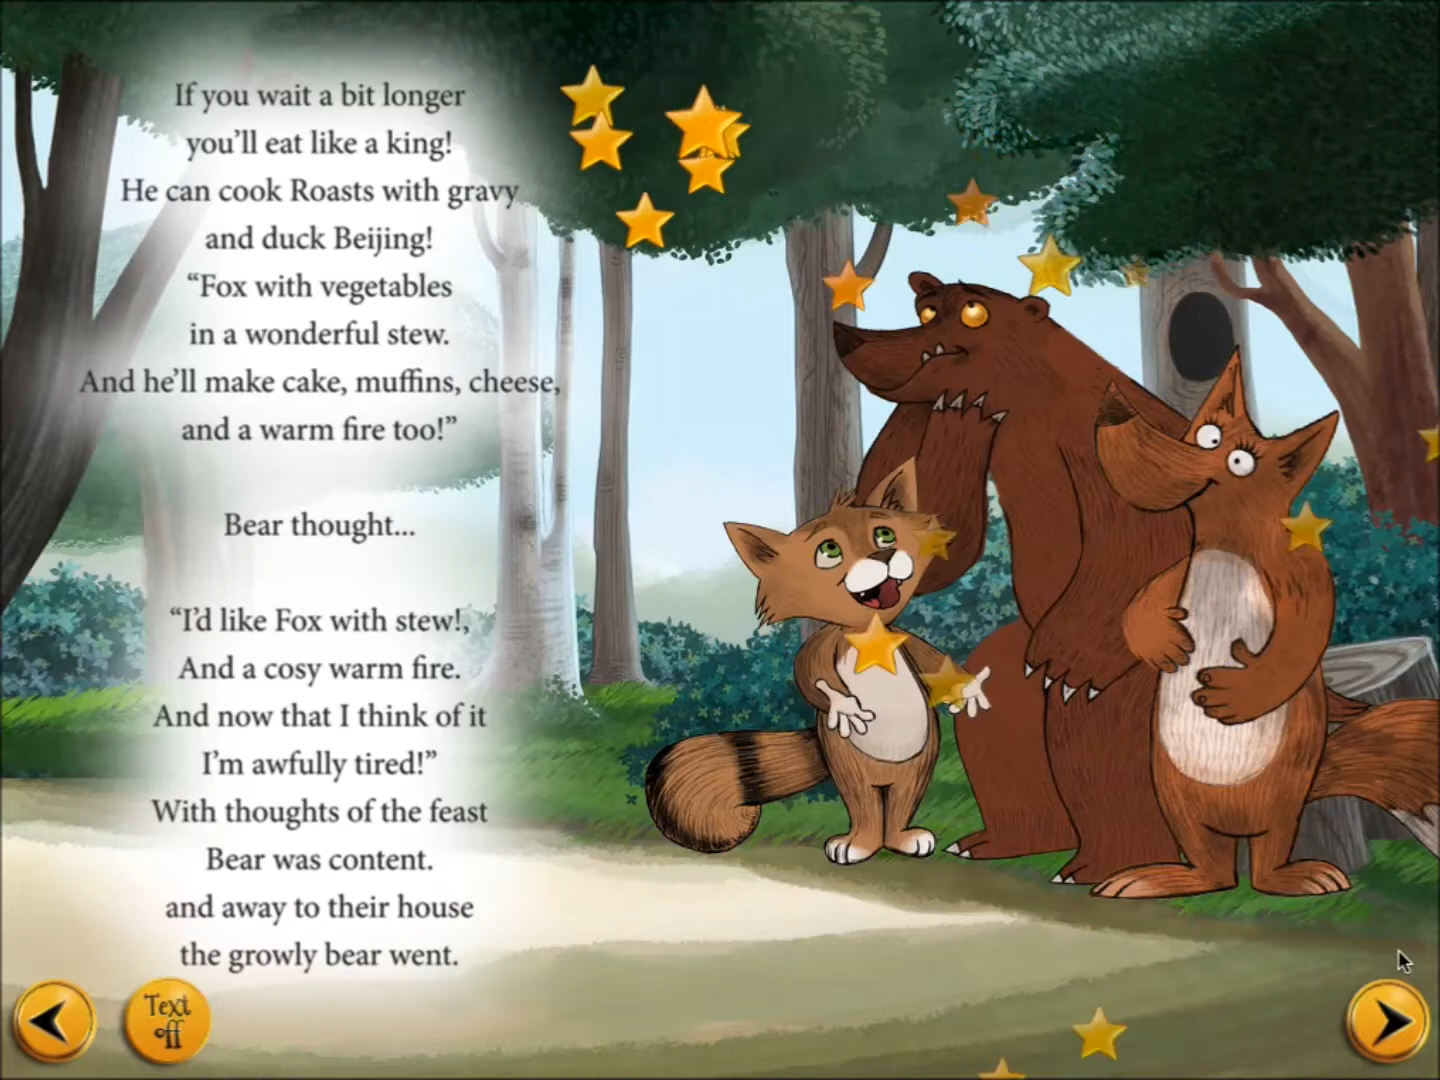 If you wait a bit longer
you’ll eat like a king!
He can cook Roasts with gravy
and duck Beijing!
“Fox with vegetables
in a wonderful stew.
And he’ll make cake, muffins, cheese,
and a warm fire too!”
Bear thought...
“I’d like Fox with stew!,
And a cosy warm fire.
And now that I think of it
I’m awfully tired!”
With thoughts of the feast
Bear was content.
and away to their house
the growly bear went.
Text
off